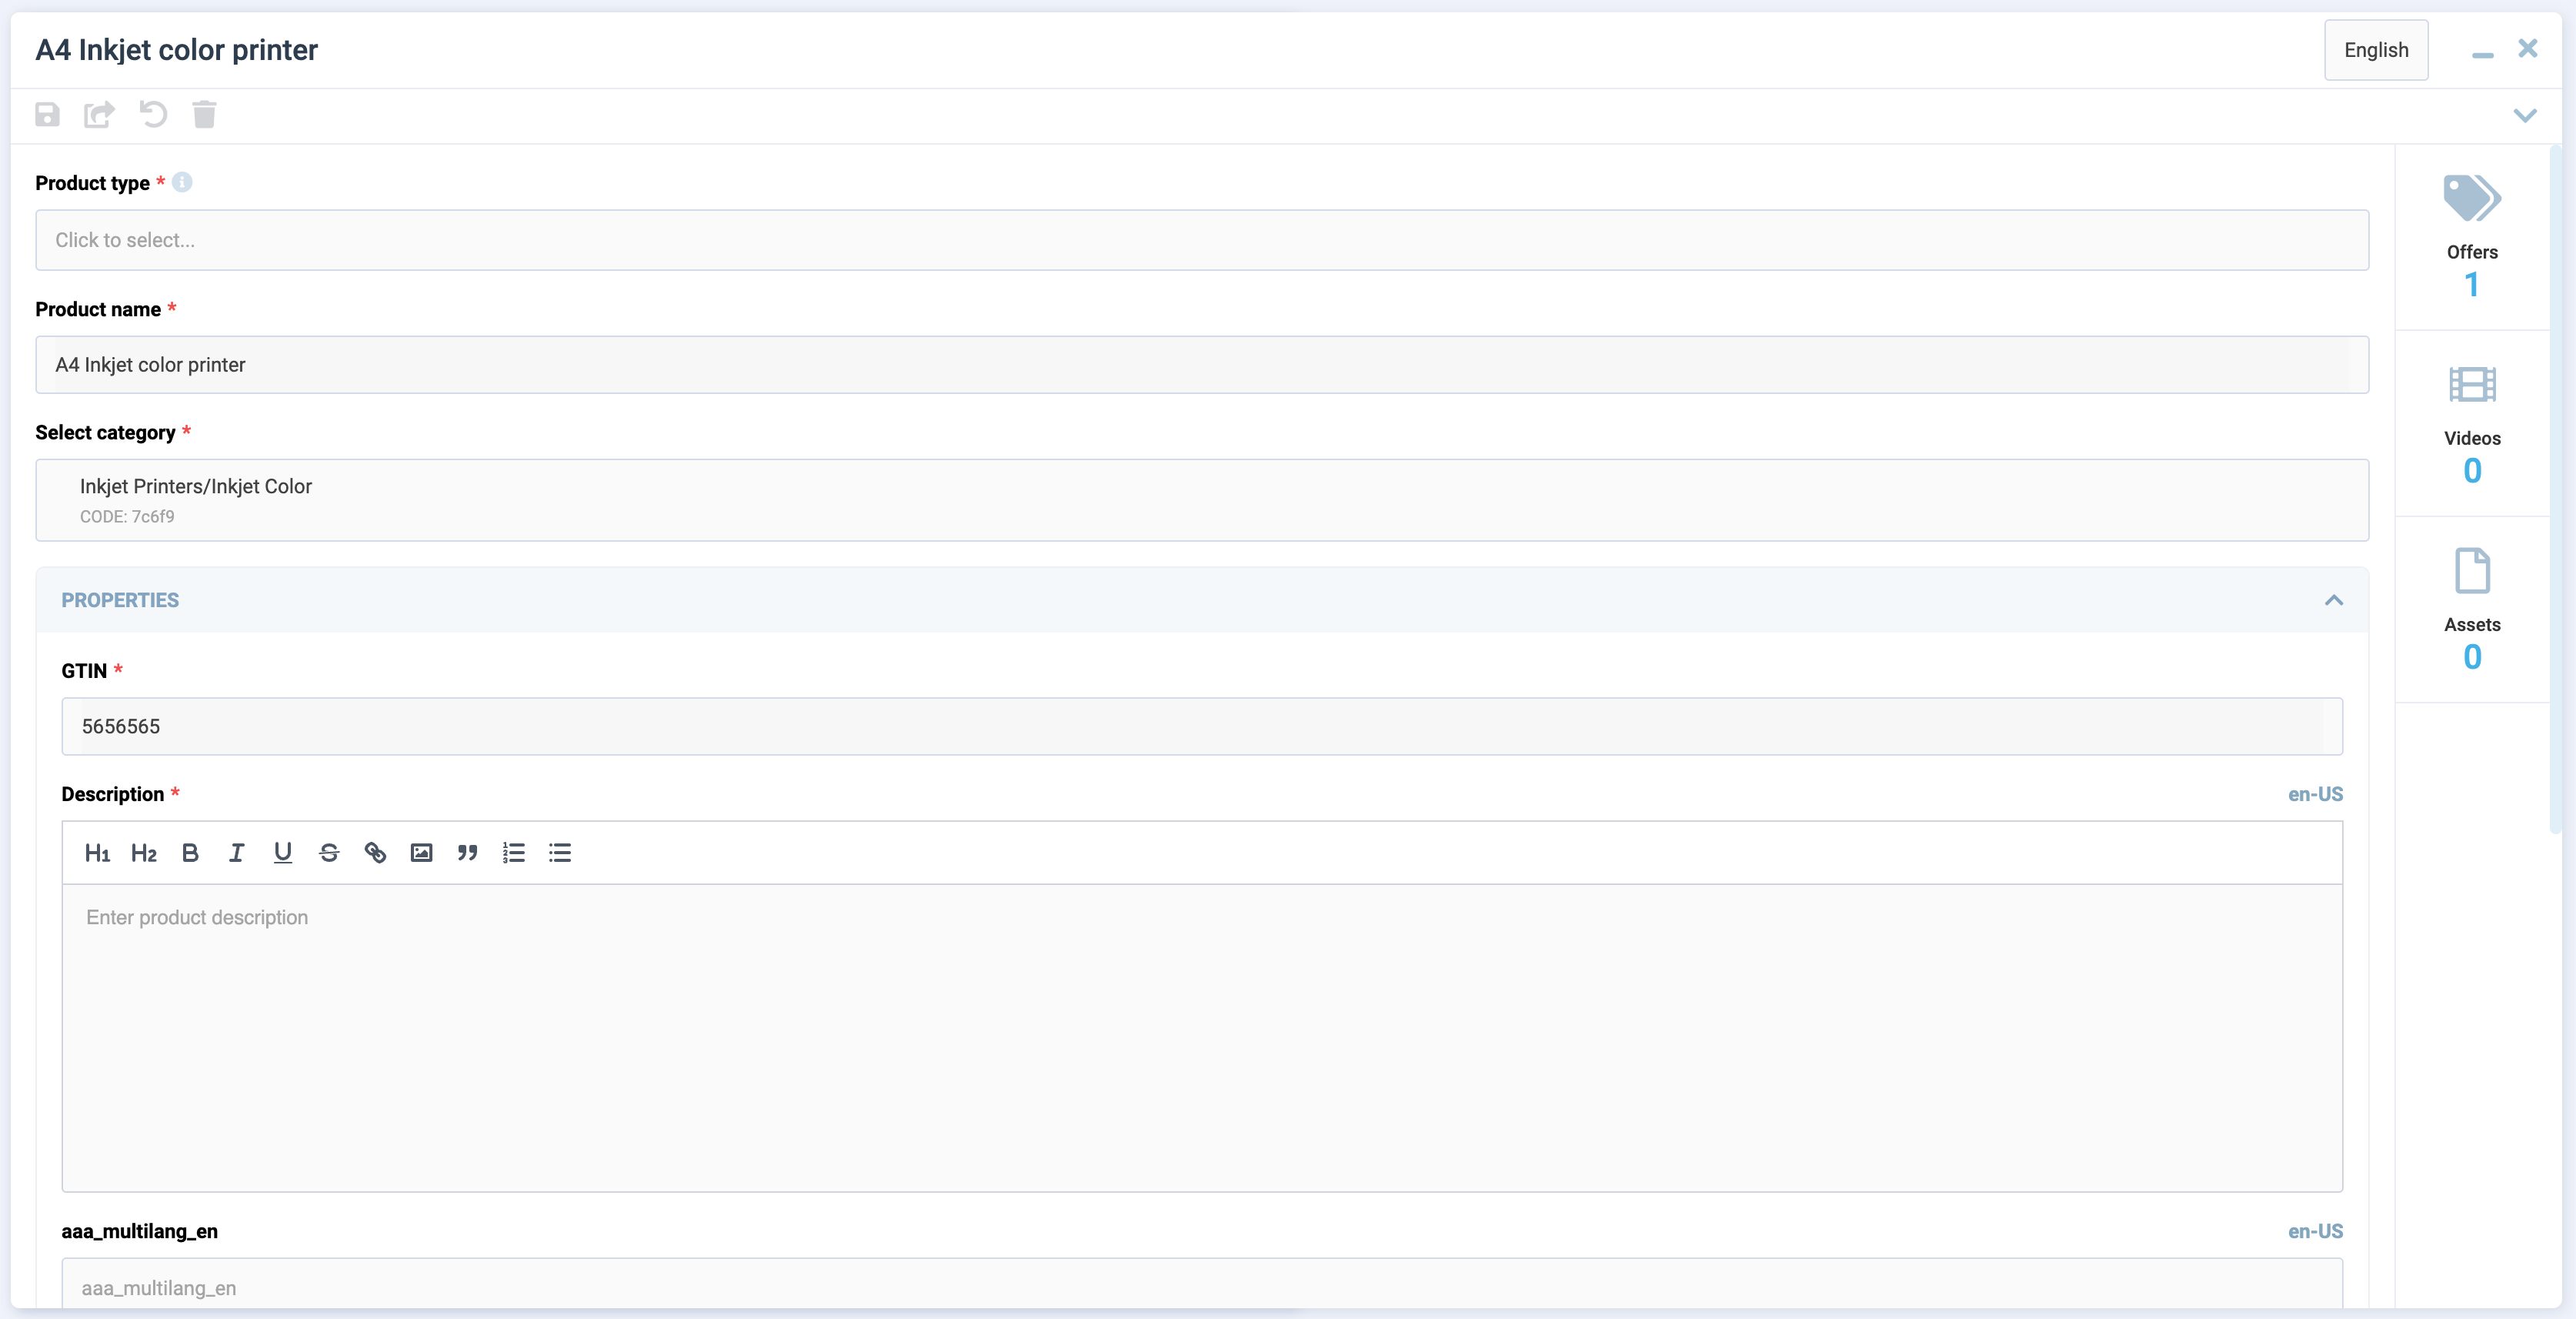 A4 Inkjet color printer
English
Product type *
Click to select...
Product name *
A4 Inkjet color printer
Select category *
Inkjet Printers/Inkjet Color
CODE: 7c6f9
PROPERTIES
GTIN *
5656565
Description *
en-US
H1 H2 B I U S
Enter product description
aaa_multilang_en
en-US
aaa_multilang_en
Offers
1
Videos
0
Assets
0